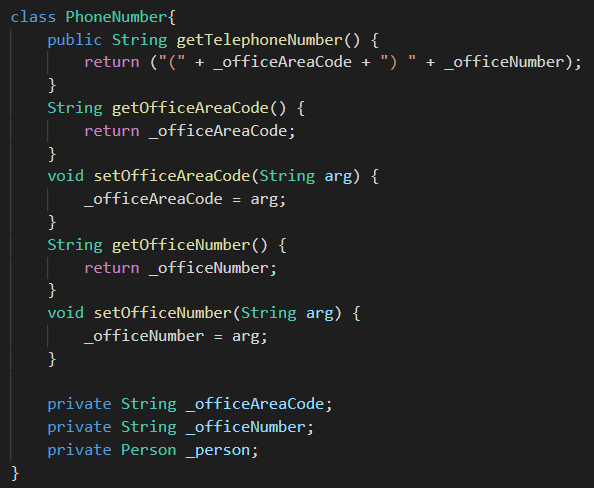 class PhoneNumber{
    public String getTelephoneNumber() {
        return ("(" + _officeAreaCode + ") " + _officeNumber);
    }
    String getOfficeAreaCode() {
        return _officeAreaCode;
    }
    void setOfficeAreaCode(String arg) {
        _officeAreaCode = arg;
    }
    String getOfficeNumber() {
        return _officeNumber;
    }
    void setOfficeNumber(String arg) {
        _officeNumber = arg;
    }

    private String _officeAreaCode;
    private String _officeNumber;
    private Person _person;
}